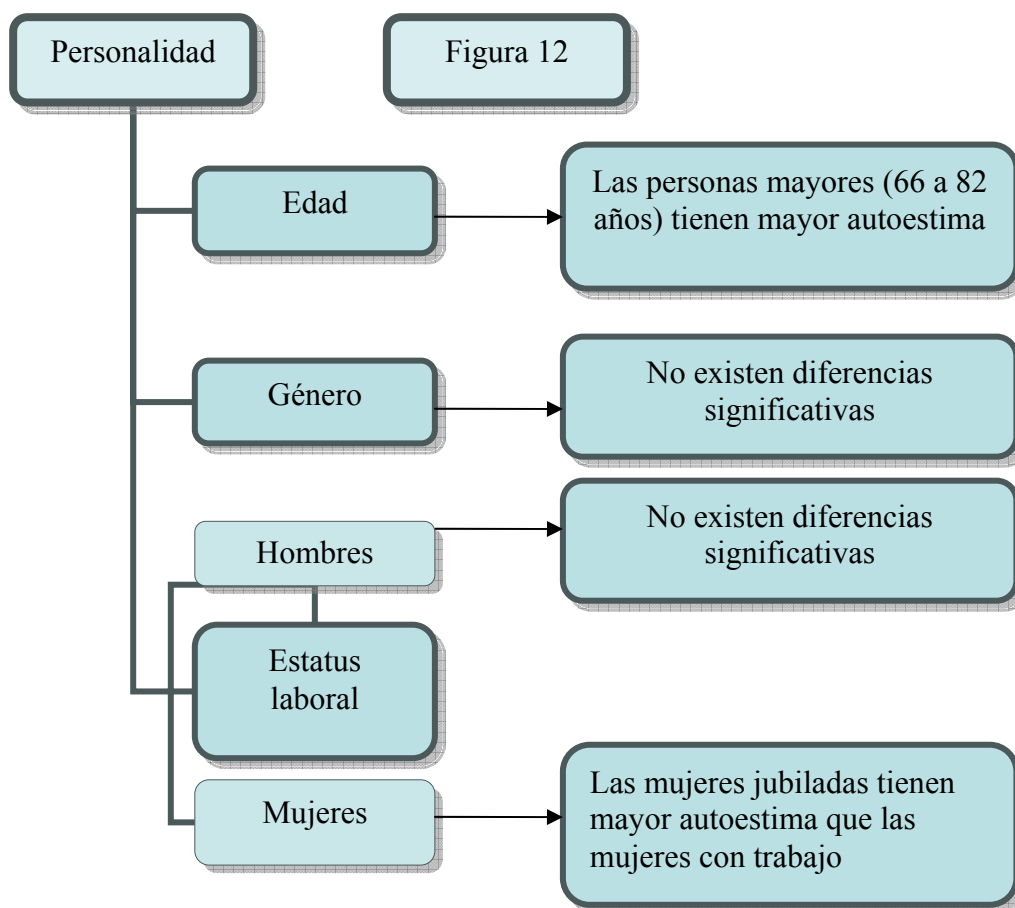 Personalidad
Figura 12
Edad
Las personas mayores (66 a 82
años) tienen mayor autoestima
Género
No existen diferencias
significativas
Hombres
No existen diferencias
significativas
Estatus
laboral
Mujeres
Las mujeres jubiladas tienen
mayor autoestima que las
mujeres con trabajo